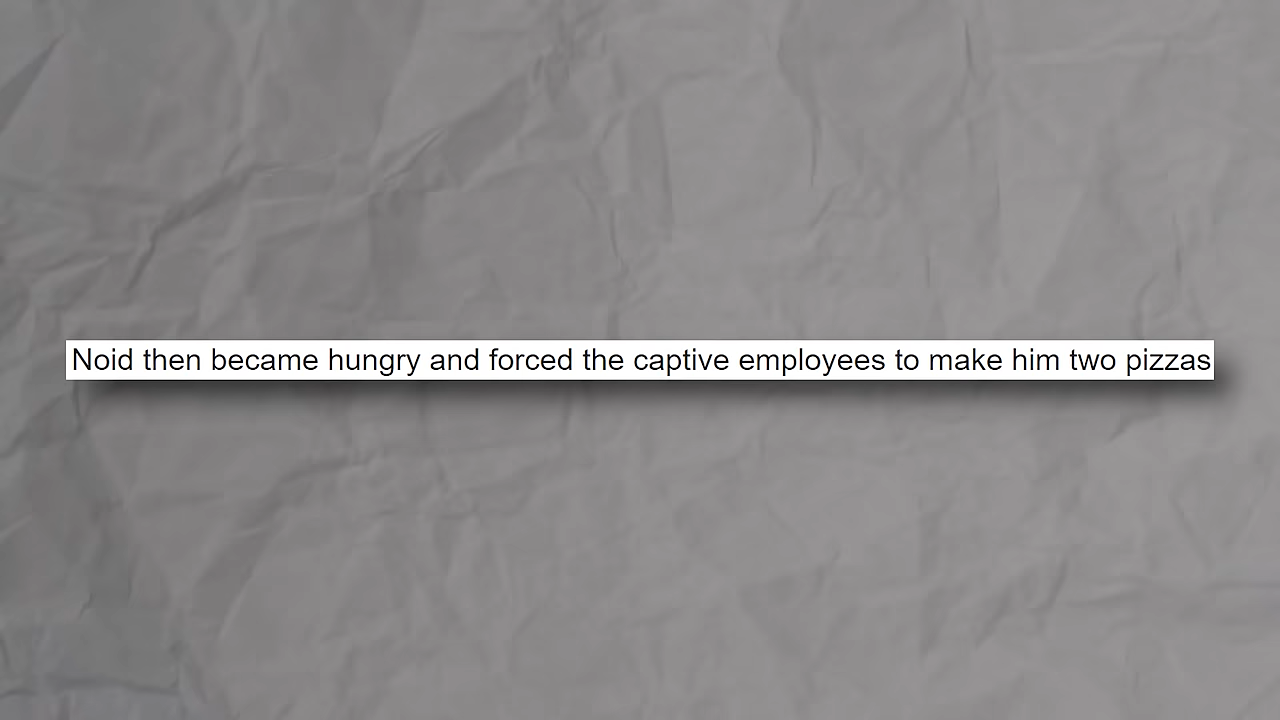 Noid then became hungry and forced the captive employees to make him two pizzas